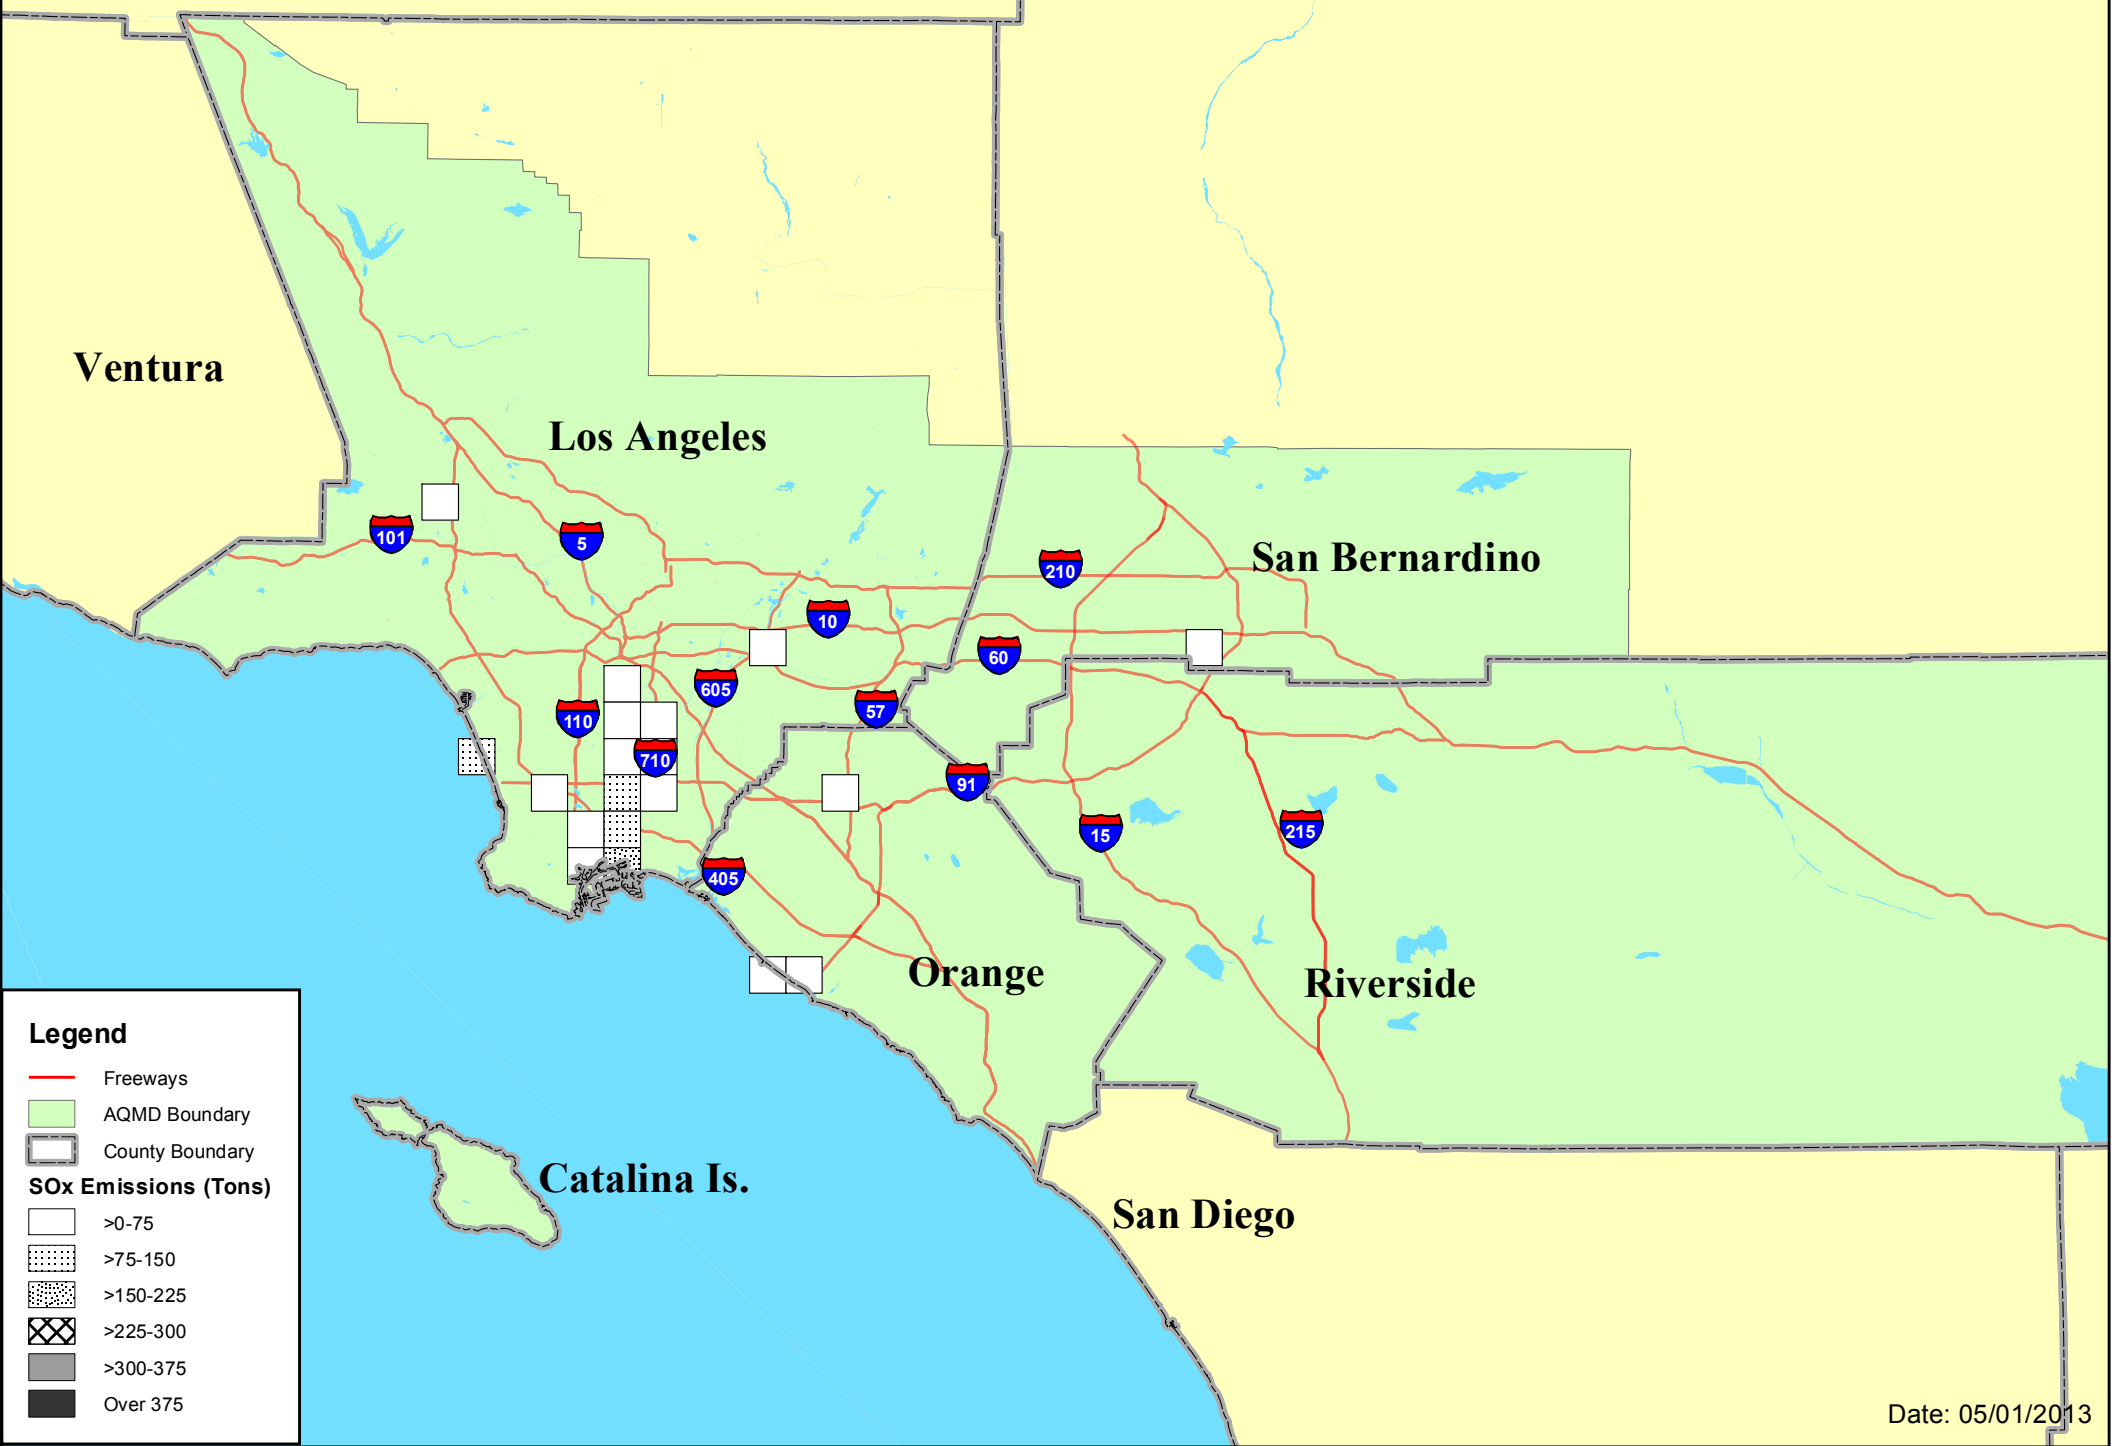 Ventura
Los Angeles
101
5
210
San Bernardino
10
60
605
57
110
710
91
15
215
405
Orange
Riverside
Catalina Is.
San Diego
Legend
Freeways
AQMD Boundary
County Boundary
SOx Emissions (Tons)
>0-75
>75-150
>150-225
>225-300
>300-375
Over 375
Date: 05/01/2013